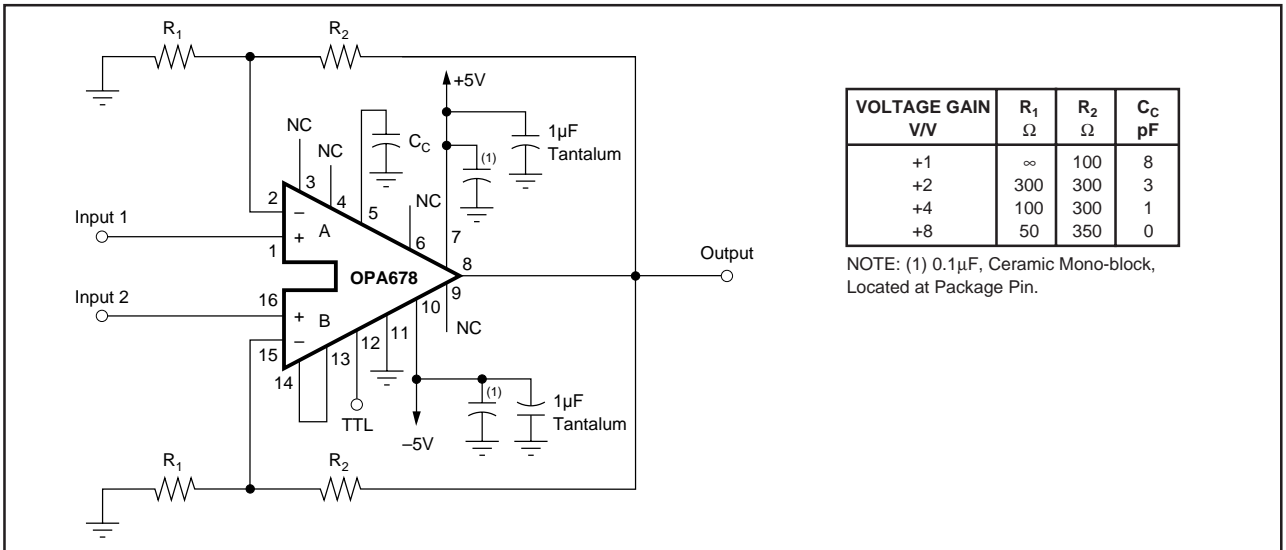 R1
R2
+5V
NC
NC
CC
1µF
Tantalum
(1)
2
3
4
5
NC
6
7
Input 1
–
A
+
1
8
Output
OPA678
Input 2
16
+
B
–
15
9
10
NC
11
12
13
14
TTL
(1)
1µF
Tantalum
–5V
R1
R2
VOLTAGE GAIN R1 R2 CC
V/V Ω Ω pF
+1 ∞ 100 8
+2 300 300 3
+4 100 300 1
+8 50 350 0
NOTE: (1) 0.1µF, Ceramic Mono-block,
Located at Package Pin.